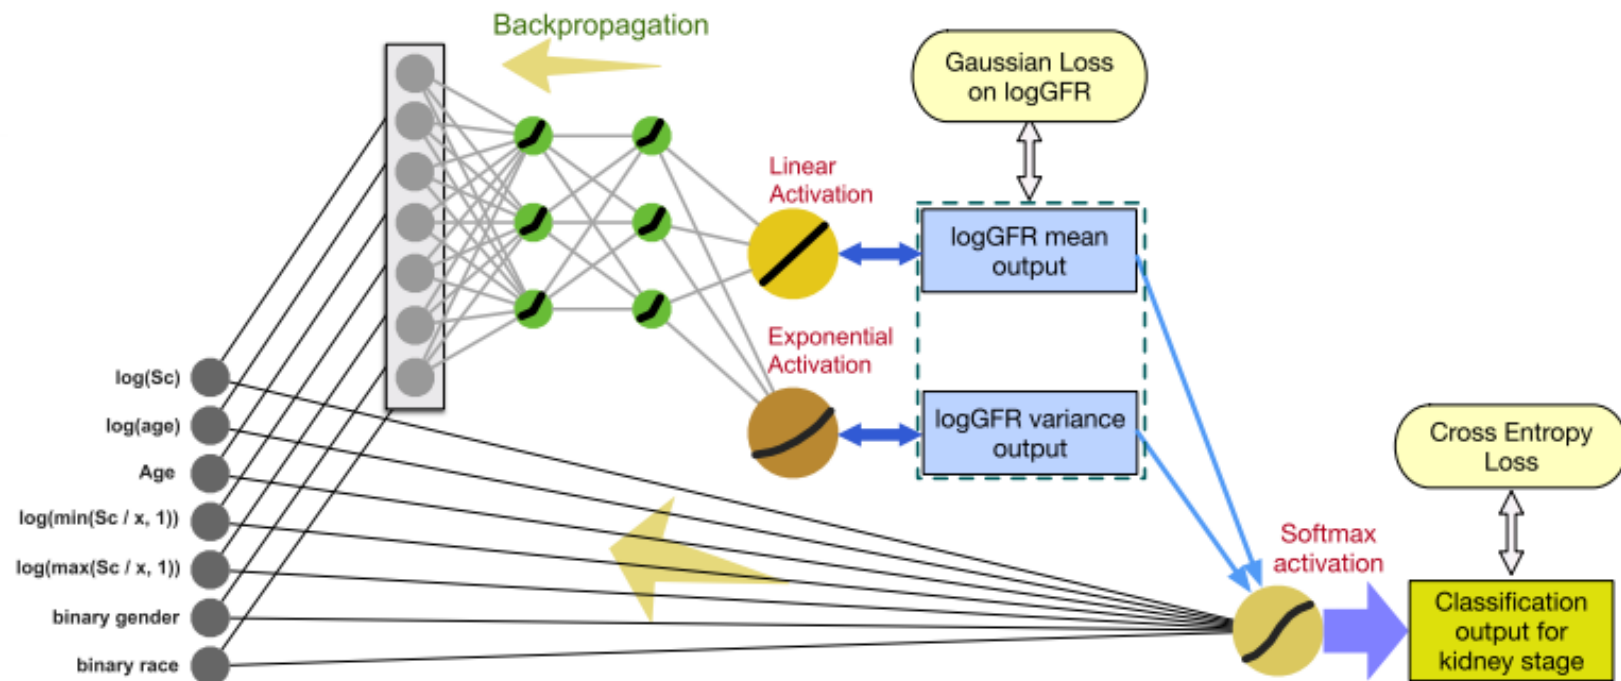 Backpropagation
Gaussian Loss
on logGFR
Linear
Activation
logGFR mean
output
Exponential
Activation
logGFR variance
output
log(Sc)
log(age)
Age
log(min(Sc / x, 1))
log(max(Sc / x, 1))
binary gender
binary race
Cross Entropy
Loss
Softmax
activation
Classification
output for
kidney stage